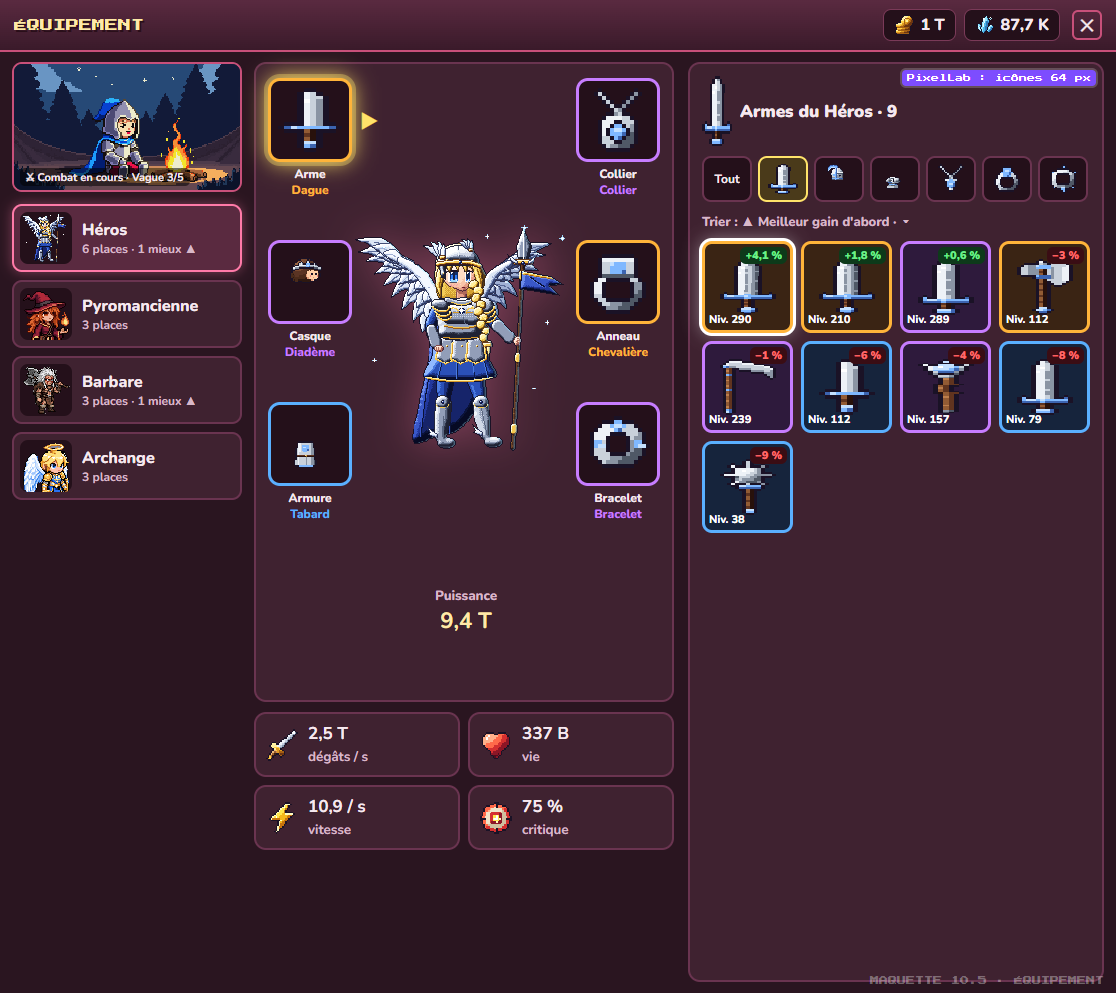 ÉQUIPEMENT
1 T
87,7 K
✕
⚔ Combat en cours · Vague 3/5
Héros
6 places · 1 mieux ▲
Pyromancienne
3 places
Barbare
3 places · 1 mieux ▲
Archange
3 places
Arme
Dague
Collier
Collier
Casque
Diadème
Anneau
Chevalière
Armure
Tabard
Bracelet
Bracelet
Puissance
9,4 T
2,5 T
dégâts / s
337 B
vie
10,9 / s
vitesse
75 %
critique
PixelLab : icônes 64 px
Armes du Héros · 9
Tout
Trier : ▲ Meilleur gain d'abord ·
+4,1 %
Niv. 290
+1,8 %
Niv. 210
+0,6 %
Niv. 289
−3 %
Niv. 112
−1 %
Niv. 239
−6 %
Niv. 112
−4 %
Niv. 157
−8 %
Niv. 79
−9 %
Niv. 38
MAQUETTE 10.5 · ÉQUIPEMENT